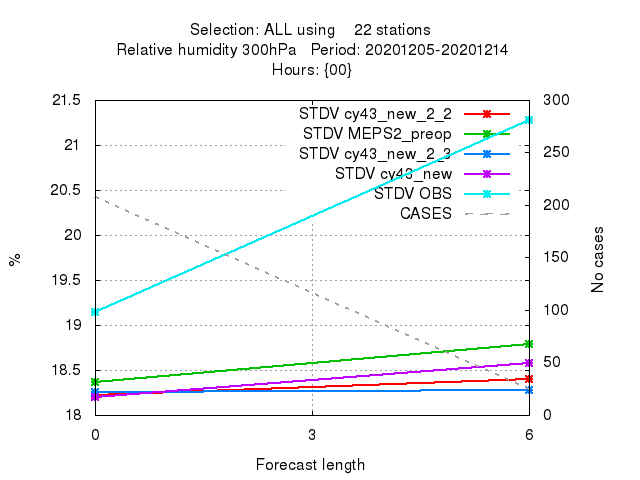 Selection: ALL using 22 stations
Relative humidity 300hPa Period: 20201205-20201214
Hours: {00}
21.5
21
20.5
20
19.5
19
18.5
18
300
250
200
150
100
50
0
STDV cy43_new_2_2
STDV MEPS2_preop
STDV cy43_new_2_3
STDV cy43_new
STDV OBS
CASES
%
No cases
0
3
6
Forecast length